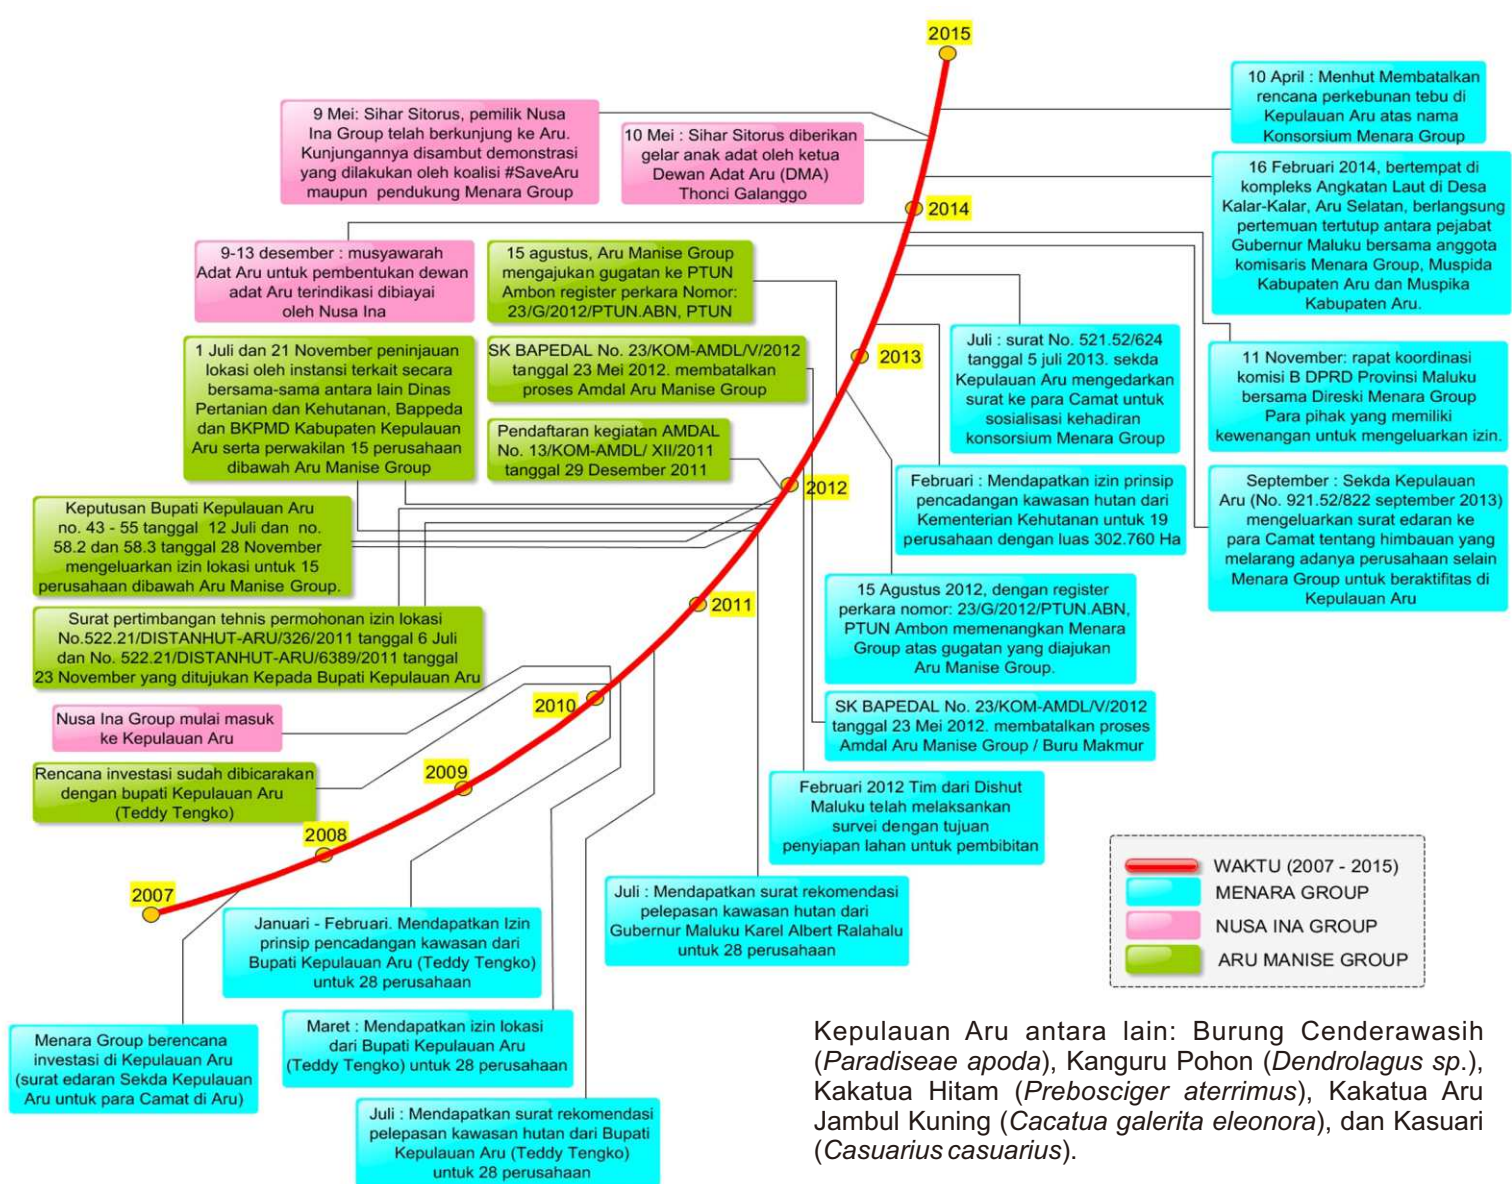 2015
10 April : Menhut Membatalkan
rencana perkebunan tebu di
Kepulauan Aru atas nama
Konsorsium Menara Group
9 Mei: Sihar Sitorus, pemilik Nusa
Ina Group telah berkunjung ke Aru.
Kunjungannya disambut demonstrasi
yang dilakukan oleh koalisi #SaveAru
maupun pendukung Menara Group
10 Mei : Sihar Sitorus diberikan
gelar anak adat oleh ketua
Dewan Adat Aru (DMA)
Thonci Galanggo
16 Februari 2014, bertempat di
kompleks Angkatan Laut di Desa
Kalar-Kalar, Aru Selatan, berlangsung
pertemuan tertutup antara pejabat
Gubernur Maluku bersama anggota
komisaris Menara Group, Muspida
Kabupaten Aru dan Muspika
Kabupaten Aru.
2014
9-13 desember : musyawarah
Adat Aru untuk pembentukan dewan
adat Aru terindikasi dibiayai
oleh Nusa Ina
15 agustus, Aru Manise Group
mengajukan gugatan ke PTUN
Ambon register perkara Nomor:
23/G/2012/PTUN.ABN, PTUN
1 Juli dan 21 November peninjauan
lokasi oleh instansi terkait secara
bersama-sama antara lain Dinas
Pertanian dan Kehutanan, Bappeda
dan BKPMD Kabupaten Kepulauan
Aru serta perwakilan 15 perusahaan
dibawah Aru Manise Group
SK BAPEDAL No. 23/KOM-AMDL/V/2012
tanggal 23 Mei 2012. membatalkan
proses Amdal Aru Manise Group
2013
Juli : surat No. 521.52/624
tanggal 5 juli 2013. sekda
Kepulauan Aru mengedarkan
surat ke para Camat untuk
sosialisasi kehadiran
konsorsium Menara Group
11 November: rapat koordinasi
komisi B DPRD Provinsi Maluku
bersama Direski Menara Group
Para pihak yang memiliki
kewenangan untuk mengeluarkan izin.
Pendaftaran kegiatan AMDAL
No. 13/KOM-AMDL/ XII/2011
tanggal 29 Desember 2011
2012
Februari : Mendapatkan izin prinsip
pencadangan kawasan hutan dari
Kementerian Kehutanan untuk 19
perusahaan dengan luas 302.760 Ha
September : Sekda Kepulauan
Aru (No. 921.52/822 september 2013)
mengeluarkan surat edaran ke
para Camat tentang himbauan yang
melarang adanya perusahaan selain
Menara Group untuk beraktifitas di
Kepulauan Aru
Keputusan Bupati Kepulauan Aru
no. 43 - 55 tanggal 12 Juli dan no.
58.2 dan 58.3 tanggal 28 November
mengeluarkan izin lokasi untuk 15
perusahaan dibawah Aru Manise Group.
Surat pertimbangan tehnis permohonan izin lokasi
No.522.21/DISTANHUT-ARU/326/2011 tanggal 6 Juli
dan No. 522.21/DISTANHUT-ARU/6389/2011 tanggal
23 November yang ditujukan Kepada Bupati Kepulauan Aru
2011
15 Agustus 2012, dengan register
perkara nomor: 23/G/2012/PTUN.ABN,
PTUN Ambon memenangkan Menara
Group atas gugatan yang diajukan
Aru Manise Group.
Nusa Ina Group mulai masuk
ke Kepulauan Aru
2010
SK BAPEDAL No. 23/KOM-AMDL/V/2012
tanggal 23 Mei 2012. membatalkan proses
Amdal Aru Manise Group / Buru Makmur
Rencana investasi sudah dibicarakan
dengan bupati Kepulauan Aru
(Teddy Tengko)
2009
Februari 2012 Tim dari Dishut
Maluku telah melaksankan
survei dengan tujuan
penyiapan lahan untuk pembibitan
2008
2007
Januari - Februari. Mendapatkan Izin
prinsip pencadangan kawasan dari
Bupati Kepulauan Aru (Teddy Tengko)
untuk 28 perusahaan
Juli : Mendapatkan surat rekomendasi
pelepasan kawasan hutan dari
Gubernur Maluku Karel Albert Ralahalu
untuk 28 perusahaan
WAKTU (2007 - 2015)
MENARA GROUP
NUSA INA GROUP
ARU MANISE GROUP
Menara Group berencana
investasi di Kepulauan Aru
(surat edaran Sekda Kepulauan
Aru untuk para Camat di Aru)
Maret : Mendapatkan izin lokasi
dari Bupati Kepulauan Aru
(Teddy Tengko) untuk 28 perusahaan
Juli : Mendapatkan surat rekomendasi
pelepasan kawasan hutan dari Bupati
Kepulauan Aru (Teddy Tengko)
untuk 28 perusahaan
Kepulauan Aru antara lain: Burung Cenderawasih
(Paradiseae apoda), Kanguru Pohon (Dendrolagus sp.),
Kakatua Hitam (Prebosciger aterrimus), Kakatua Aru
Jambul Kuning (Cacatua galerita eleonora), dan Kasuari
(Casuarius casuarius).